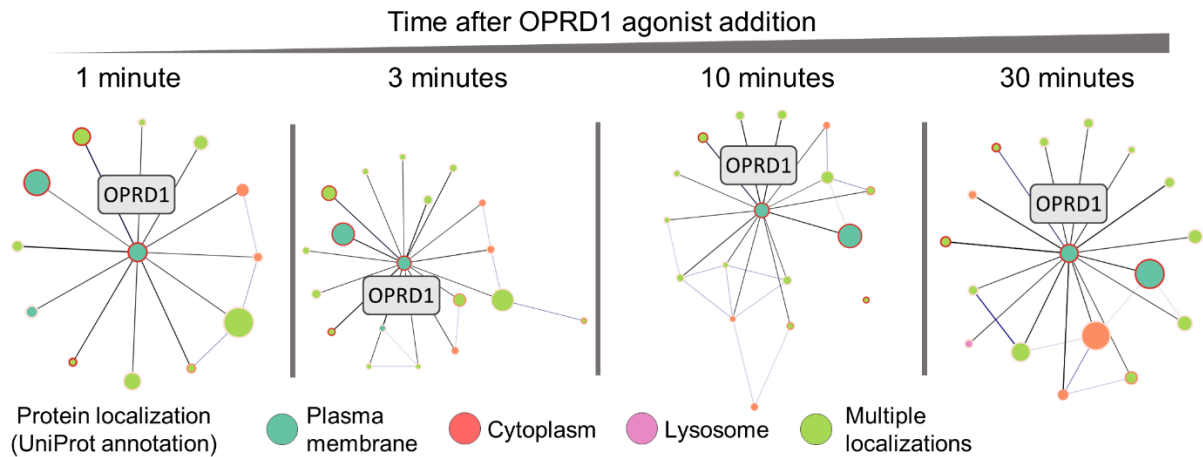 Time after OPRD1 agonist addition
1 minute
3 minutes
10 minutes
30 minutes
OPRD1
OPRD1
OPRD1
OPRD1
Protein localization
(UniProt annotation)
Plasma
membrane
Cytoplasm
Lysosome
Multiple
localizations